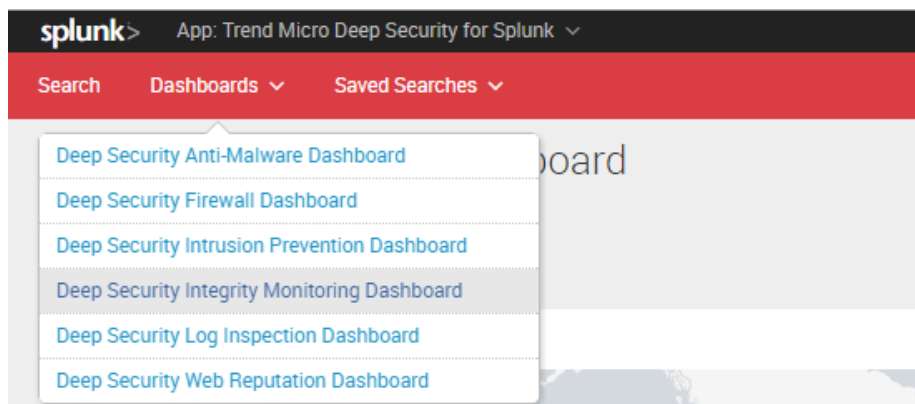 splunk> App: Trend Micro Deep Security for Splunk
Search Dashboards Saved Searches
Deep Security Anti-Malware Dashboard
Deep Security Firewall Dashboard
Deep Security Intrusion Prevention Dashboard
Deep Security Integrity Monitoring Dashboard
Deep Security Log Inspection Dashboard
Deep Security Web Reputation Dashboard